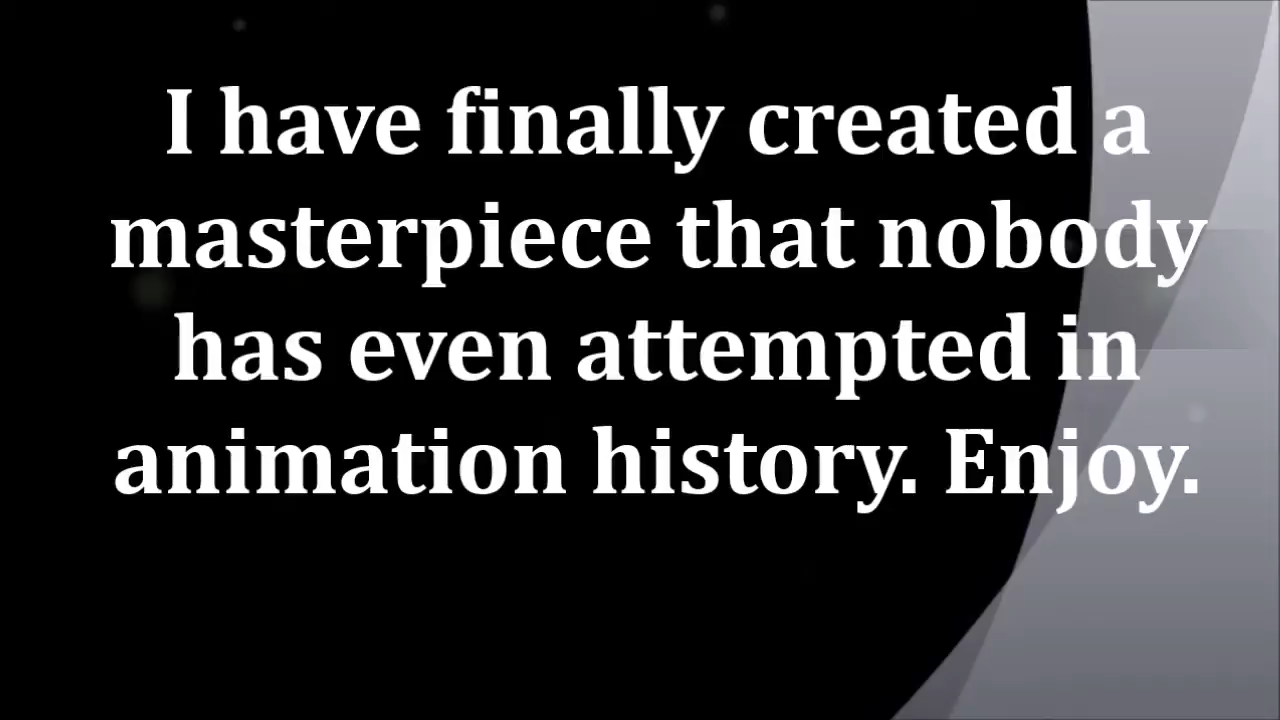 I have finally created a
masterpiece that nobody
has even attempted in
animation history. Enjoy.